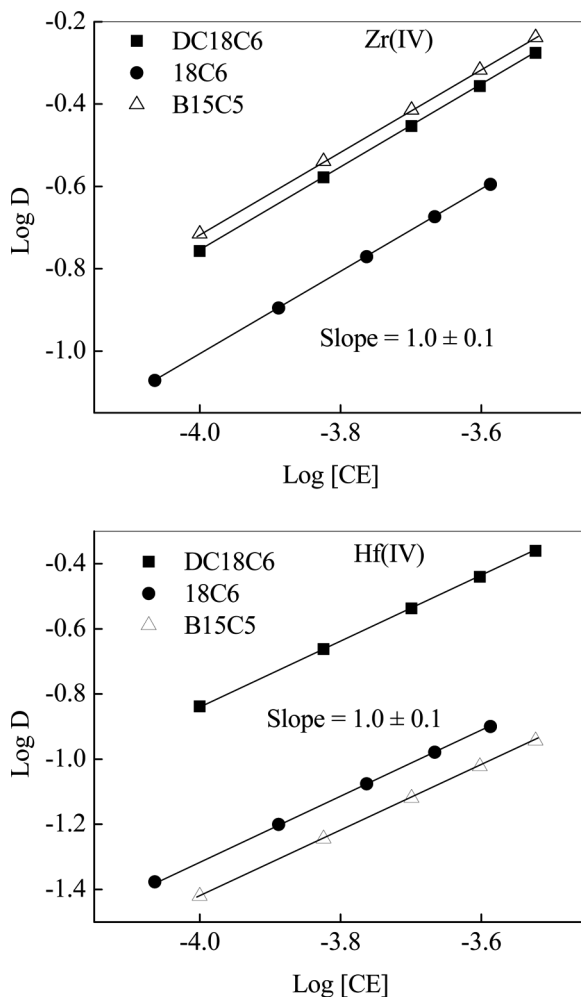 -0.2
DC18C6
Zr(IV)
18C6
B15C5
-0.4
-0.6
-0.8
-1.0
Log D
Slope = 1.0 ± 0.1
-4.0 -3.8 -3.6
Log [CE]
-0.4
DC18C6
Hf(IV)
18C6
B15C5
-0.6
-0.8
-1.0
-1.2
-1.4
Log D
Slope = 1.0 ± 0.1
-4.0 -3.8 -3.6
Log [CE]